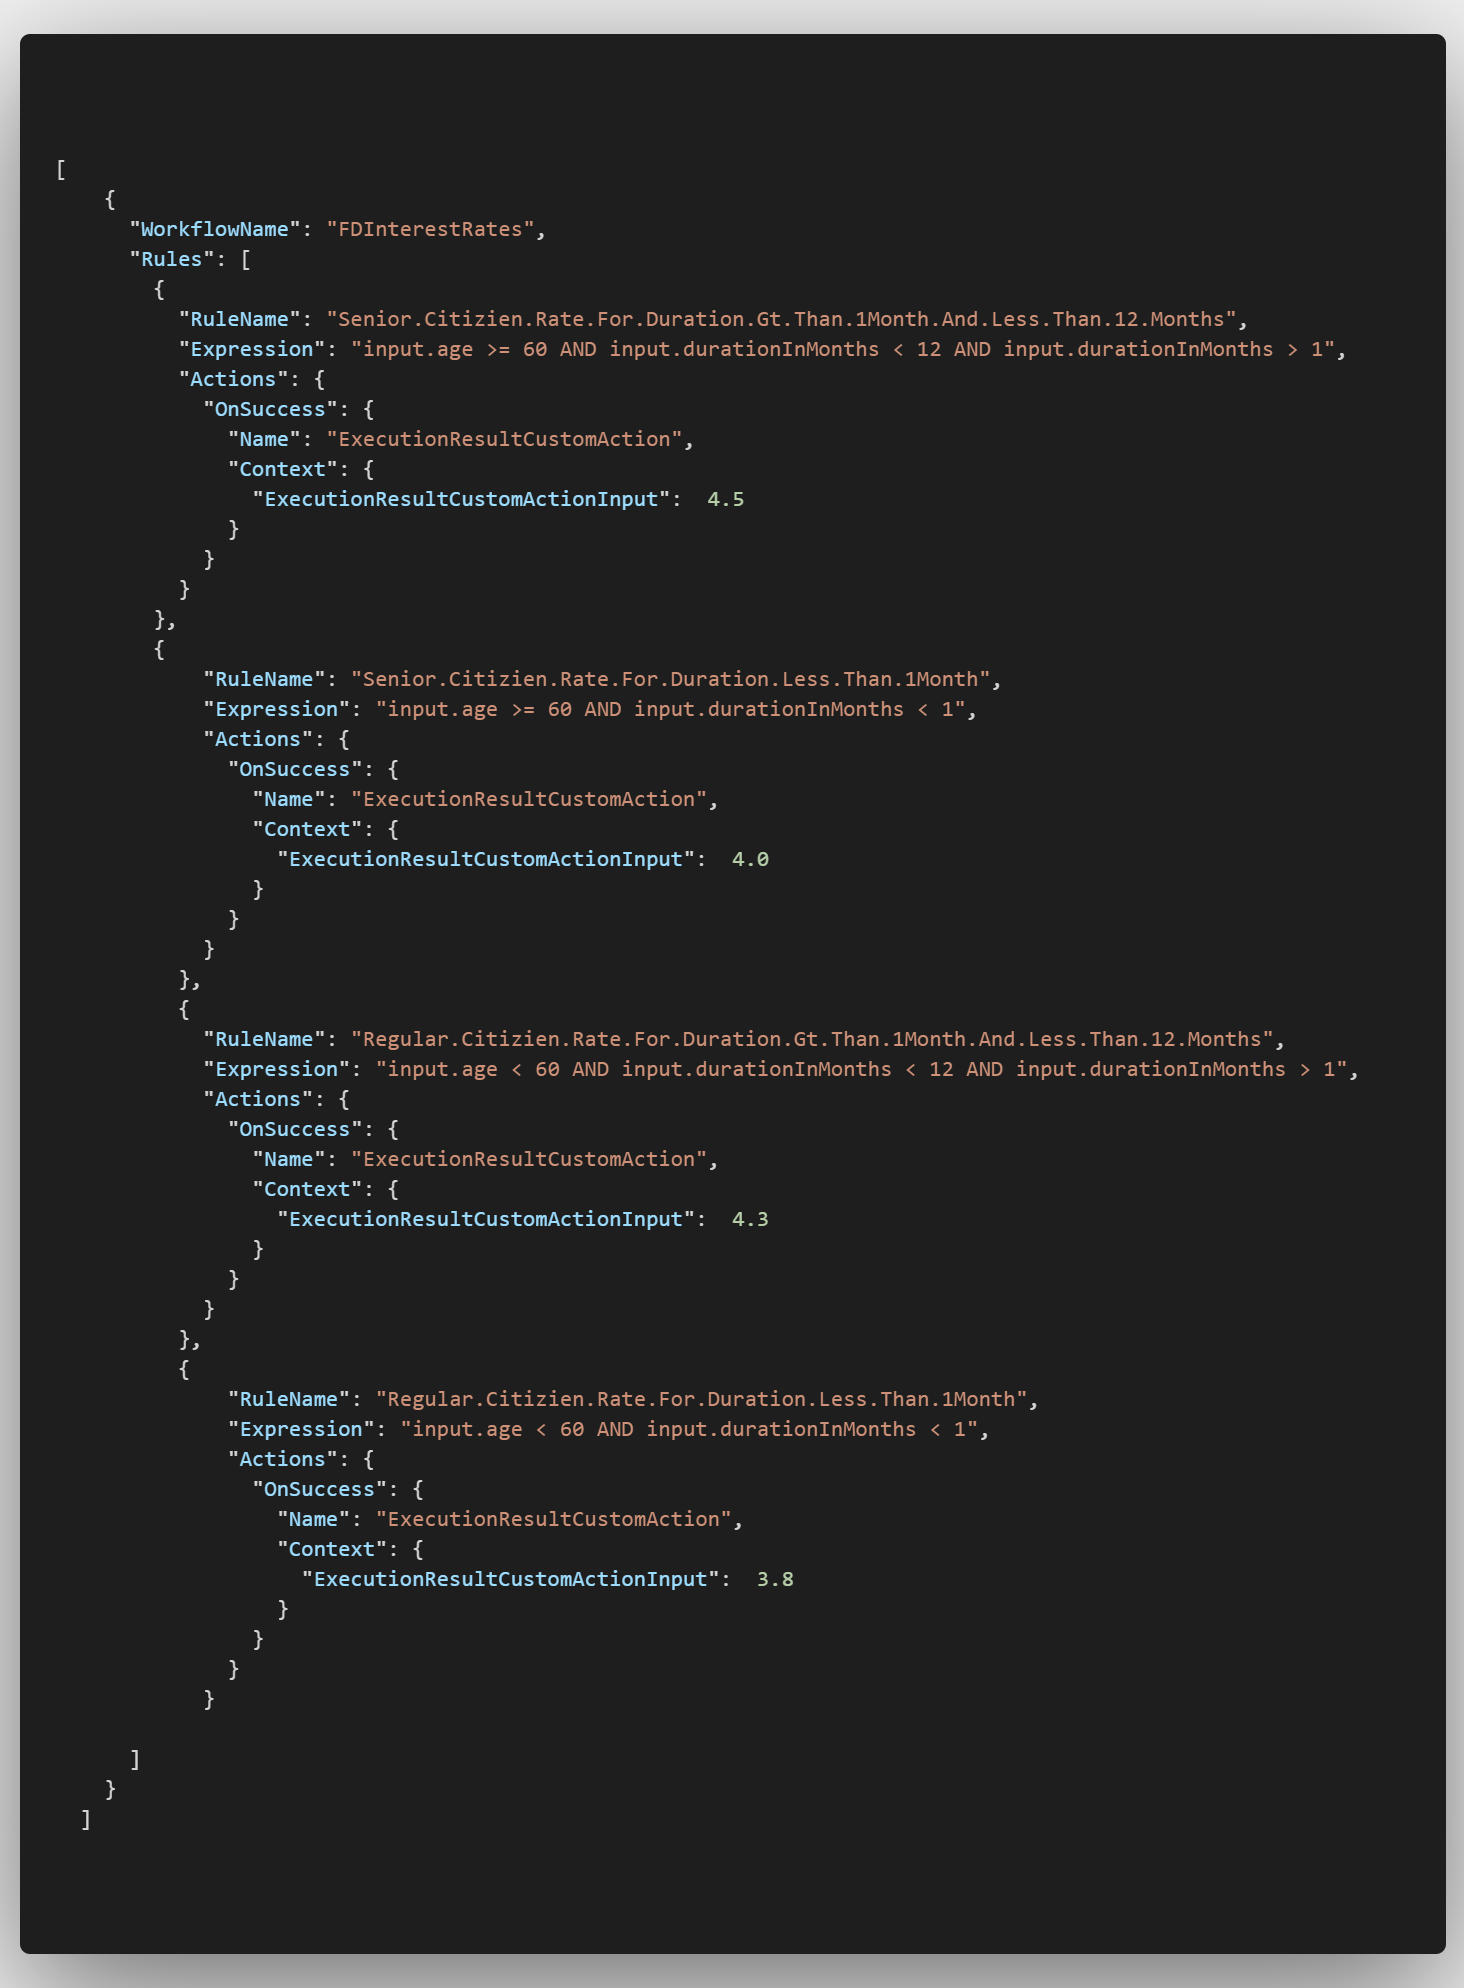 [
    {
      "WorkflowName": "FDInterestRates",
      "Rules": [
        {
          "RuleName": "Senior.Citizien.Rate.For.Duration.Gt.Than.1Month.And.Less.Than.12.Months",
          "Expression": "input.age >= 60 AND input.durationInMonths < 12 AND input.durationInMonths > 1",
          "Actions": {
            "OnSuccess": {
              "Name": "ExecutionResultCustomAction",
              "Context": {
                "ExecutionResultCustomActionInput":  4.5
              }
            }
          }
        },
        {
            "RuleName": "Senior.Citizien.Rate.For.Duration.Less.Than.1Month",
            "Expression": "input.age >= 60 AND input.durationInMonths < 1",
            "Actions": {
              "OnSuccess": {
                "Name": "ExecutionResultCustomAction",
                "Context": {
                  "ExecutionResultCustomActionInput":  4.0
                }
              }
            }
          },
          {
            "RuleName": "Regular.Citizien.Rate.For.Duration.Gt.Than.1Month.And.Less.Than.12.Months",
            "Expression": "input.age < 60 AND input.durationInMonths < 12 AND input.durationInMonths > 1",
            "Actions": {
              "OnSuccess": {
                "Name": "ExecutionResultCustomAction",
                "Context": {
                  "ExecutionResultCustomActionInput":  4.3
                }
              }
            }
          },
          {
              "RuleName": "Regular.Citizien.Rate.For.Duration.Less.Than.1Month",
              "Expression": "input.age < 60 AND input.durationInMonths < 1",
              "Actions": {
                "OnSuccess": {
                  "Name": "ExecutionResultCustomAction",
                  "Context": {
                    "ExecutionResultCustomActionInput":  3.8
                  }
                }
              }
            }

      ]
    }
  ]